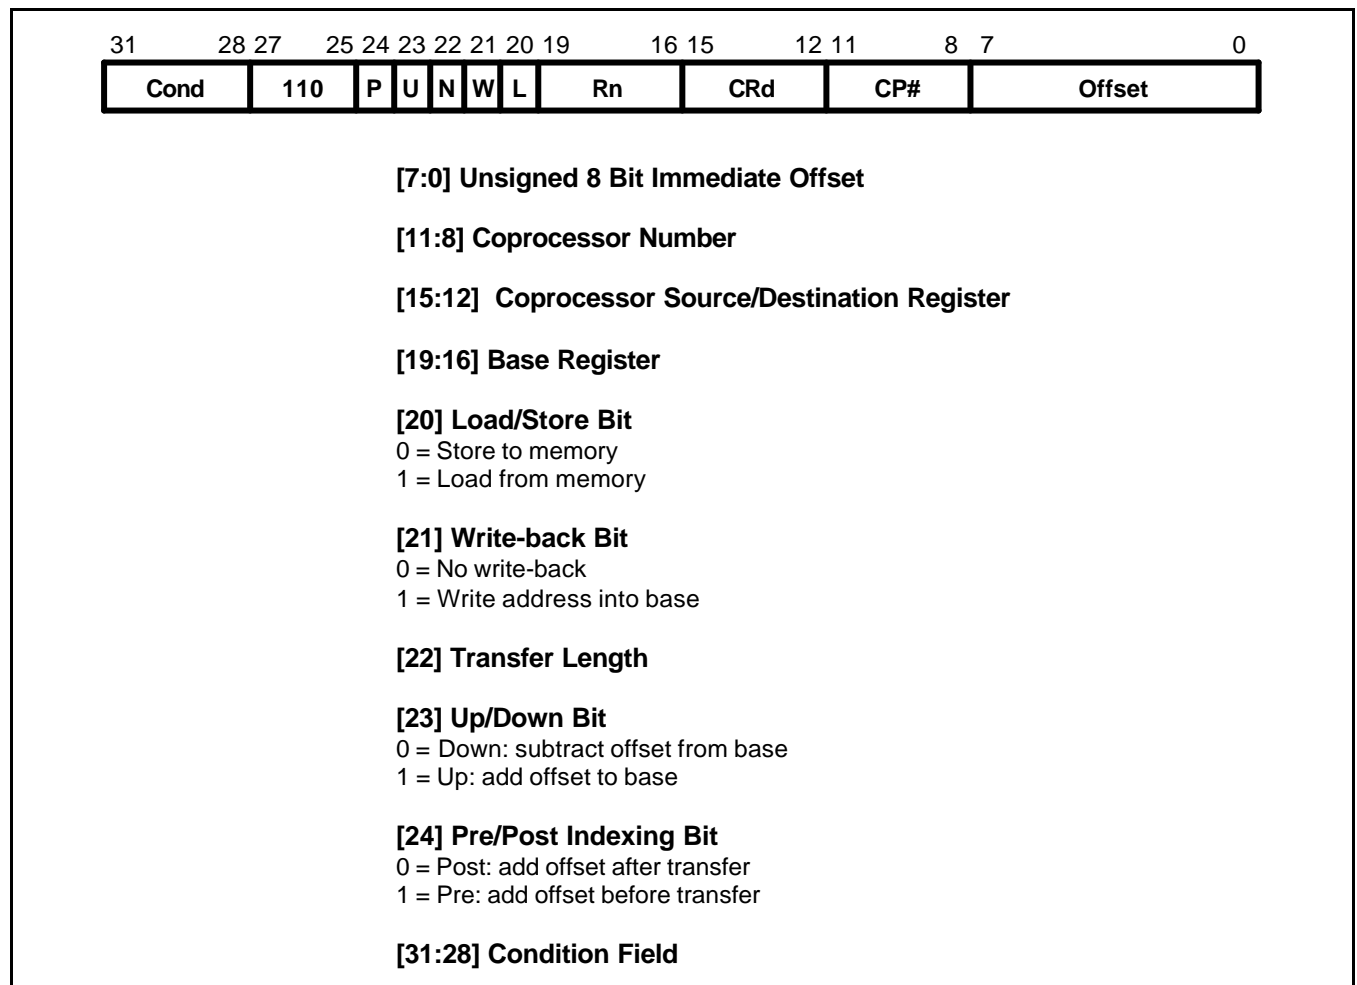 31 28 27 25 24 23 22 21 20 19 16 15 12 11 8 7 0
Cond 110 P U N W L Rn CRd CP# Offset
[7:0] Unsigned 8 Bit Immediate Offset
[11:8] Coprocessor Number
[15:12] Coprocessor Source/Destination Register
[19:16] Base Register
[20] Load/Store Bit
0 = Store to memory
1 = Load from memory
[21] Write-back Bit
0 = No write-back
1 = Write address into base
[22] Transfer Length
[23] Up/Down Bit
0 = Down: subtract offset from base
1 = Up: add offset to base
[24] Pre/Post Indexing Bit
0 = Post: add offset after transfer
1 = Pre: add offset before transfer
[31:28] Condition Field